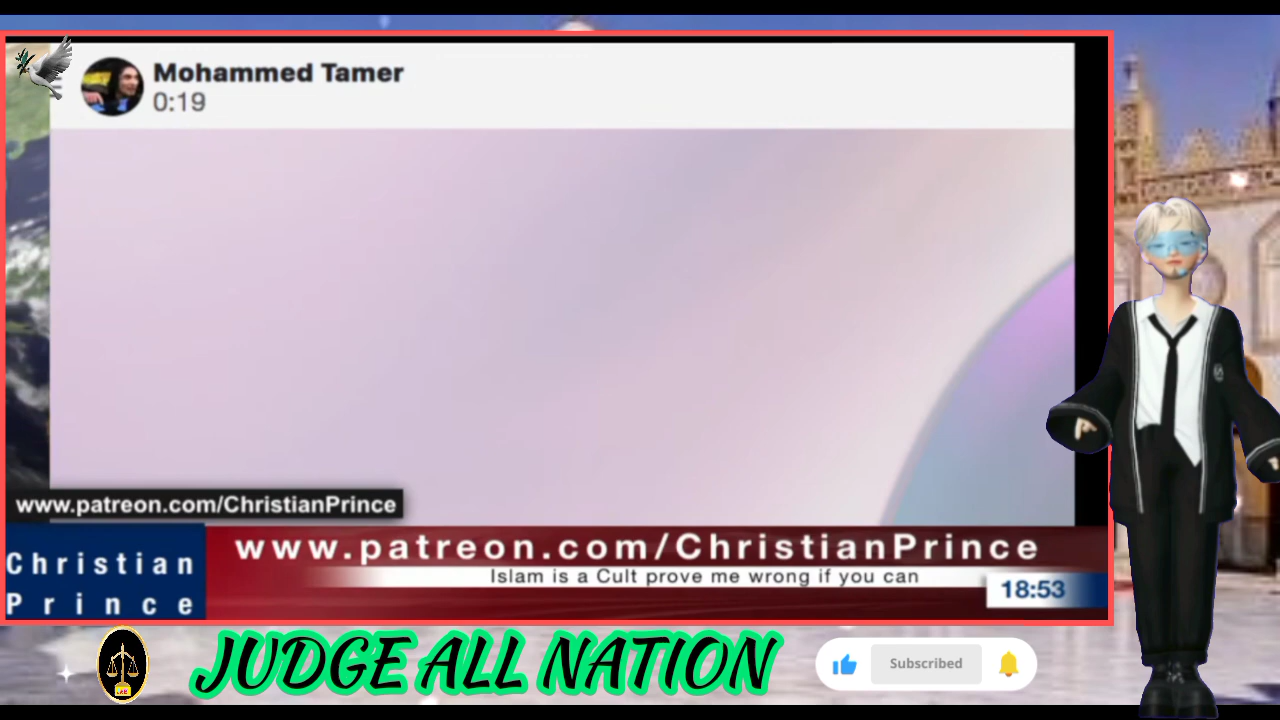 Mohammed Tamer
0:19
www.patreon.com/ChristianPrince
Christian
Prince
www.patreon.com/ChristianPrince
Islam is a Cult prove me wrong if you can
18:53
JUDGE ALL NATION
Subscribed